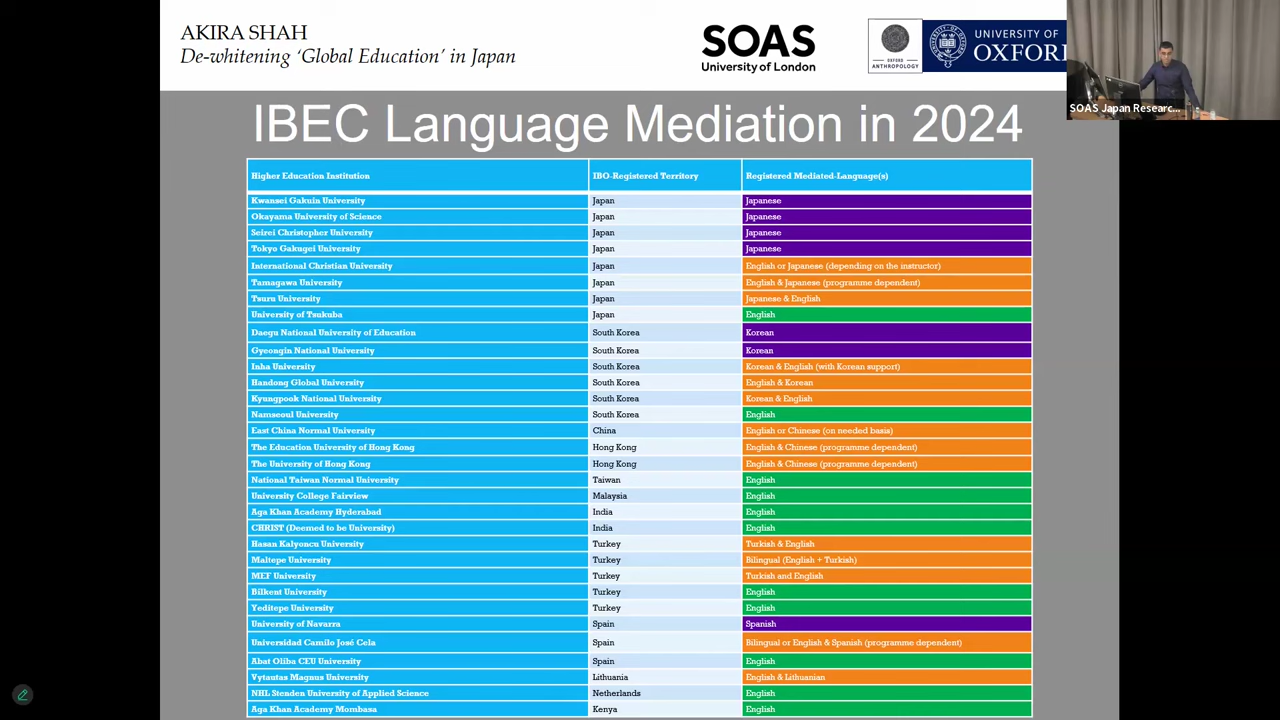 AKIRA SHAH
De-whitening ‘Global Education’ in Japan
SOAS
University of London
OXFORD
ANTHROPOLOGY
UNIVERSITY OF
OXFORD
SOAS Japan Researc...
IBEC Language Mediation in 2024
Higher Education Institution IBO-Registered Territory Registered Mediated-Language(s)
Kwansei Gakuin University Japan Japanese
Okayama University of Science Japan Japanese
Seirei Christopher University Japan Japanese
Tokyo Gakugei University Japan Japanese
International Christian University Japan English or Japanese (depending on the instructor)
Tamagawa University Japan English & Japanese (programme dependent)
Tsuru University Japan Japanese & English
University of Tsukuba Japan English
Daegu National University of Education South Korea Korean
Gyeongin National University South Korea Korean
Inha University South Korea Korean & English (with Korean support)
Handong Global University South Korea English & Korean
Kyungpook National University South Korea Korean & English
Namseoul University South Korea English
East China Normal University China English or Chinese (on needed basis)
The Education University of Hong Kong Hong Kong English & Chinese (programme dependent)
The University of Hong Kong Hong Kong English & Chinese (programme dependent)
National Taiwan Normal University Taiwan English
University College Fairview Malaysia English
Aga Khan Academy Hyderabad India English
CHRIST (Deemed to be University) India English
Hasan Kalyoncu University Turkey Turkish & English
Maltepe University Turkey Bilingual (English + Turkish)
MEF University Turkey Turkish and English
Bilkent University Turkey English
Yeditepe University Turkey English
University of Navarra Spain Spanish
Universidad Camilo José Cela Spain Bilingual or English & Spanish (programme dependent)
Abat Oliba CEU University Spain English
Vytautas Magnus University Lithuania English & Lithuanian
NHL Stenden University of Applied Science Netherlands English
Aga Khan Academy Mombasa Kenya English